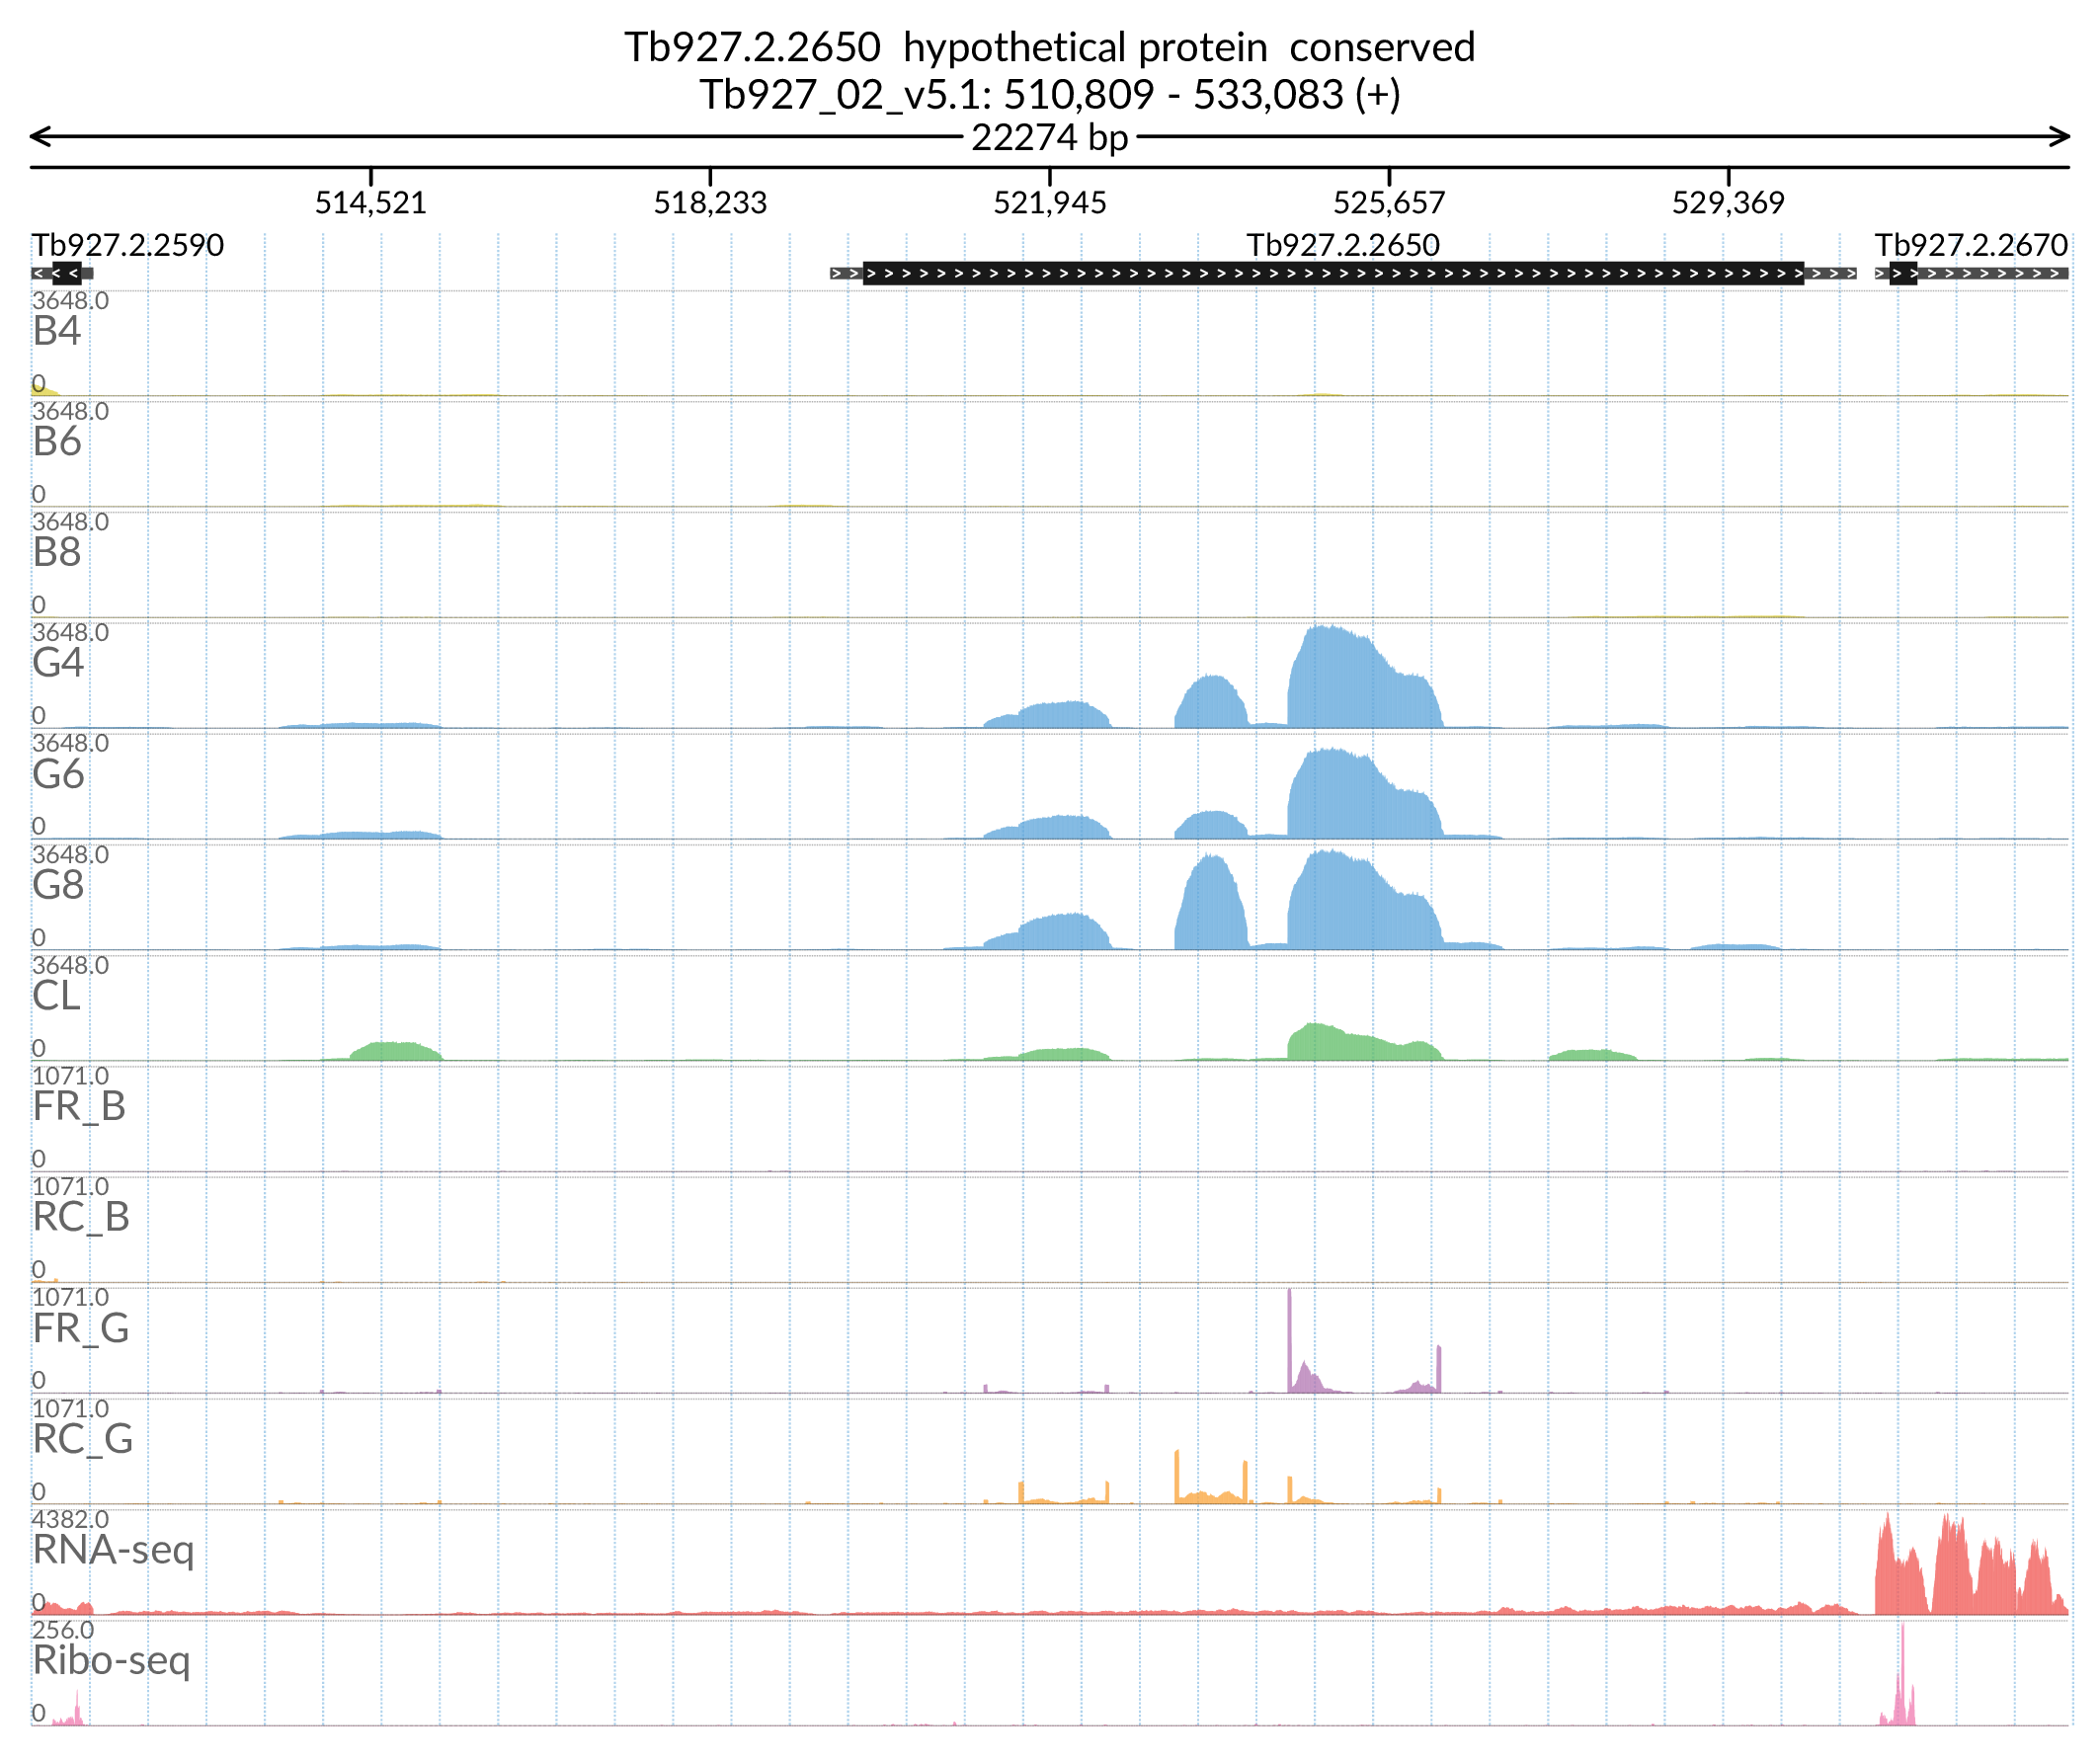 Tb927.2.2650 hypothetical protein conserved
Tb927_02_v5.1: 510,809 - 533,083 (+)
22274 bp
514,521 518,233 521,945 525,657 529,369
Tb927.2.2590 Tb927.2.2650 Tb927.2.2670
3648.0
B4
0
3648.0
B6
0
3648.0
B8
0
3648.0
G4
0
3648.0
G6
0
3648.0
G8
0
3648.0
CL
0
1071.0
FR_B
0
1071.0
RC_B
0
1071.0
FR_G
0
1071.0
RC_G
0
4382.0
RNA-seq
0
256.0
Ribo-seq
0